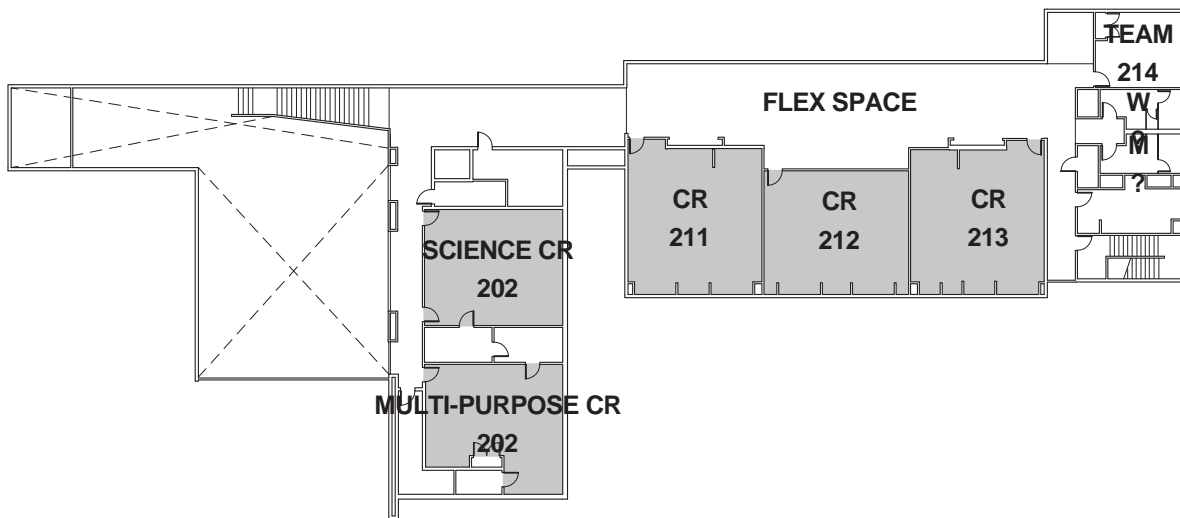 TEAM
214
FLEX SPACE
W
?
M
?
CR
211
CR
212
CR
213
SCIENCE CR
202
MULTI-PURPOSE CR
202